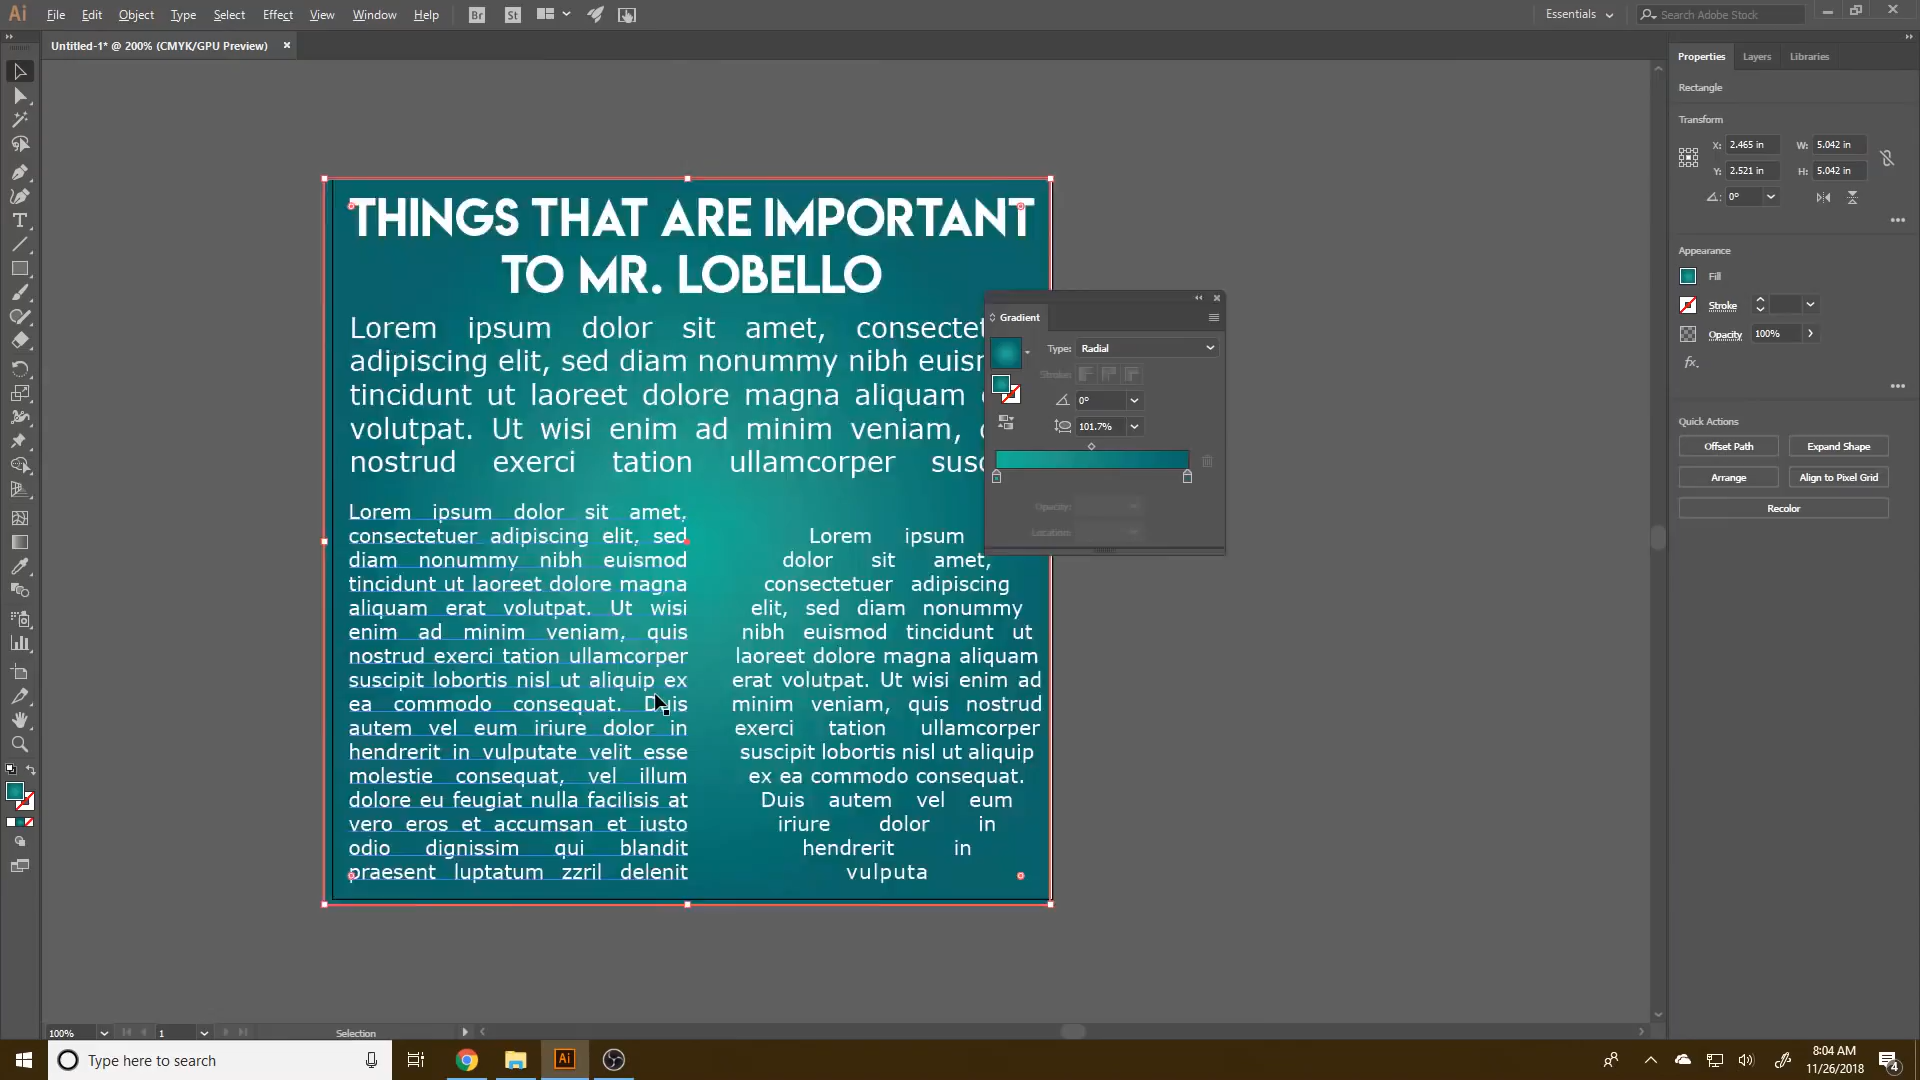 Ai File Edit Object Type Select Effect View Window Help Br St Essentials Search Adobe Stock
Untitled-1* @ 200% (CMYK/GPU Preview)
Properties Layers Libraries
Rectangle
Transform
X: 2.465 in W: 5.042 in
Y: 2.521 in H: 5.042 in
0°
Appearance
Fill
Stroke
Opacity 100%
fx.
Quick Actions
Offset Path Expand Shape
Arrange Align to Pixel Grid
Recolor
THINGS THAT ARE IMPORTANT
TO MR. LOBELLO
Lorem ipsum dolor sit amet, consectet
adipiscing elit, sed diam nonummy nibh euism
tincidunt ut laoreet dolore magna aliquam
volutpat. Ut wisi enim ad minim veniam,
nostrud exerci tation ullamcorper susc
Gradient
Type: Radial
Stroke:
0°
101.7%
Opacity:
Location:
Lorem ipsum dolor sit amet,
consectetuer adipiscing elit, sed
diam nonummy nibh euismod
tincidunt ut laoreet dolore magna
aliquam erat volutpat. Ut wisi
enim ad minim veniam, quis
nostrud exerci tation ullamcorper
suscipit lobortis nisl ut aliquip ex
ea commodo consequat. Duis
autem vel eum iriure dolor in
hendrerit in vulputate velit esse
molestie consequat, vel illum
dolore eu feugiat nulla facilisis at
vero eros et accumsan et iusto
odio dignissim qui blandit
praesent luptatum zzril delenit
Lorem ipsum
dolor sit amet,
consectetuer adipiscing
elit, sed diam nonummy
nibh euismod tincidunt ut
laoreet dolore magna aliquam
erat volutpat. Ut wisi enim ad
minim veniam, quis nostrud
exerci tation ullamcorper
suscipit lobortis nisl ut aliquip
ex ea commodo consequat.
Duis autem vel eum
iriure dolor in
hendrerit in
vulputa
100% 1 Selection
Type here to search
Ai
8:04 AM
11/26/2018
4